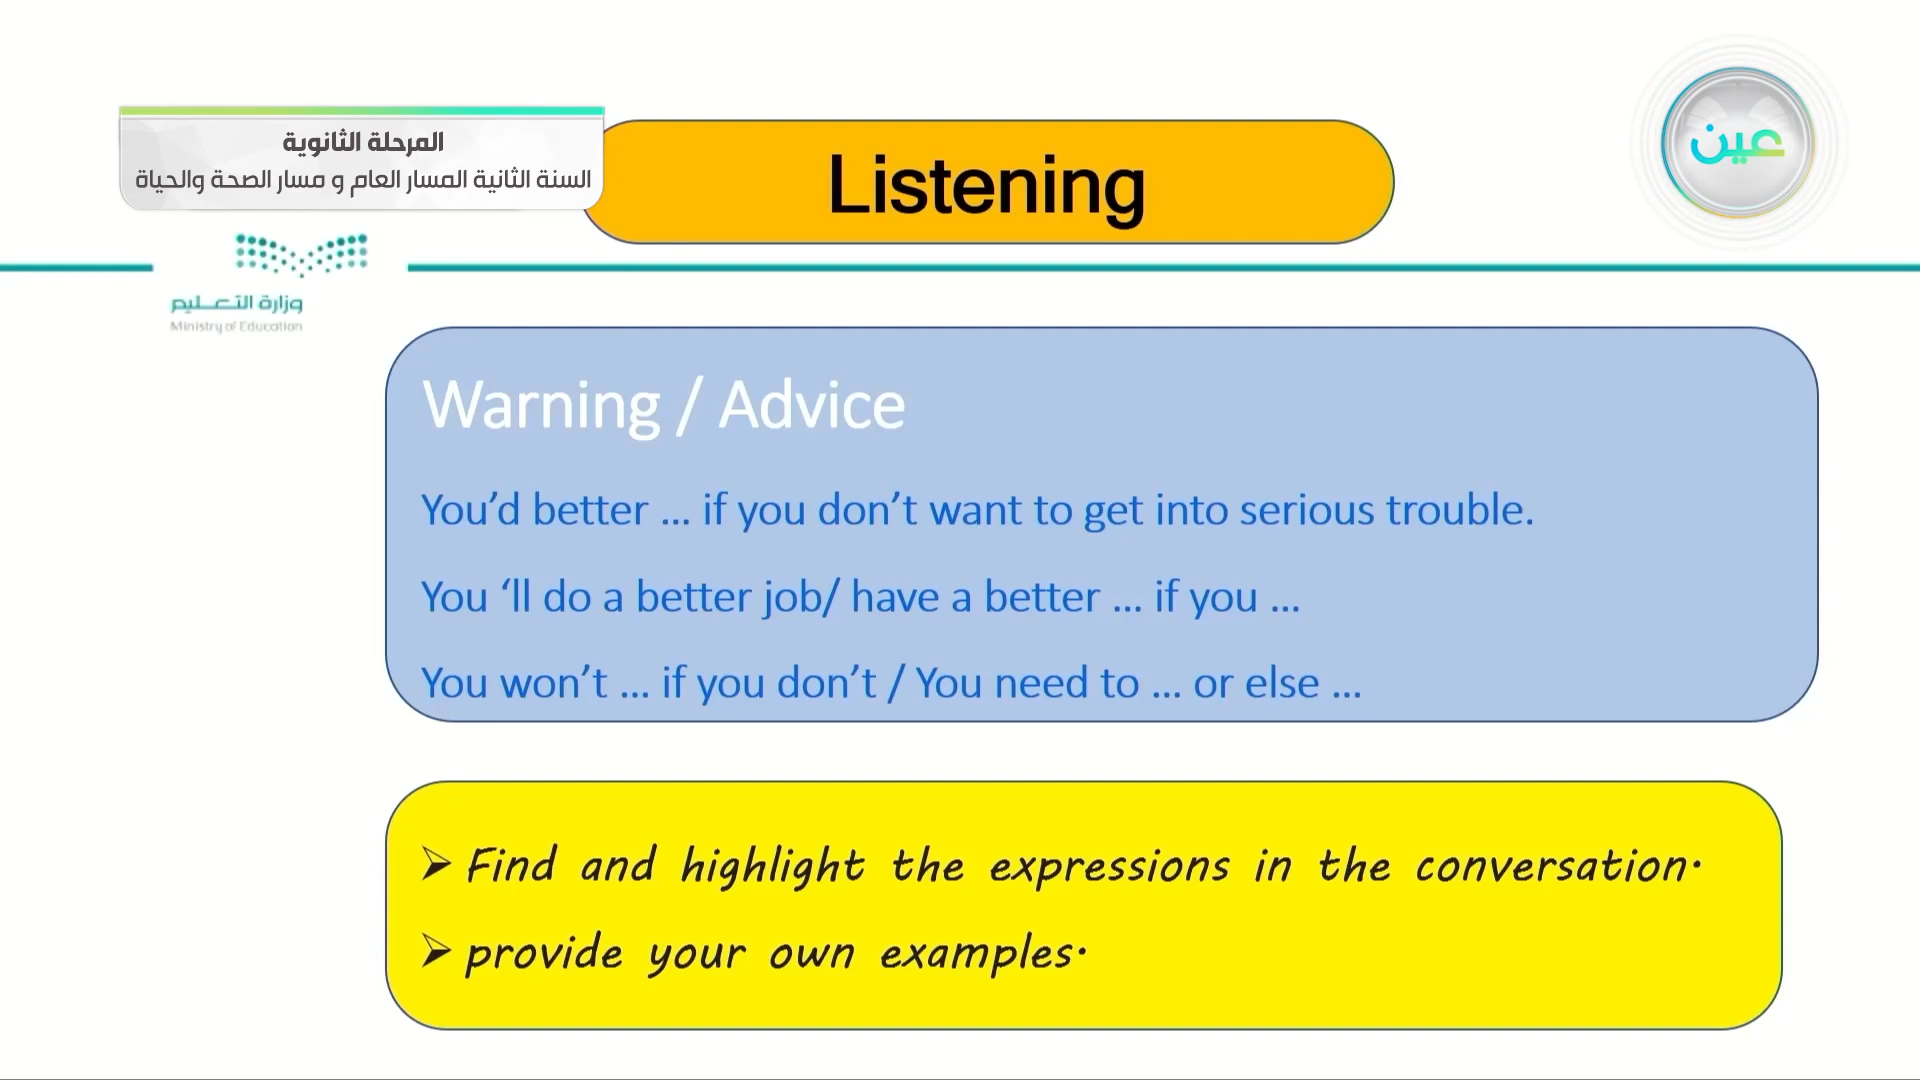 المرحلة الثانوية
السنة الثانية المسار العام و مسار الصحة والحياة
Listening
عين
وزارة التعليم
Ministry of Education
Warning / Advice
You’d better ... if you don’t want to get into serious trouble.
You ‘ll do a better job/ have a better ... if you ...
You won’t ... if you don’t / You need to ... or else ...
➢ Find and highlight the expressions in the conversation.
➢ provide your own examples.